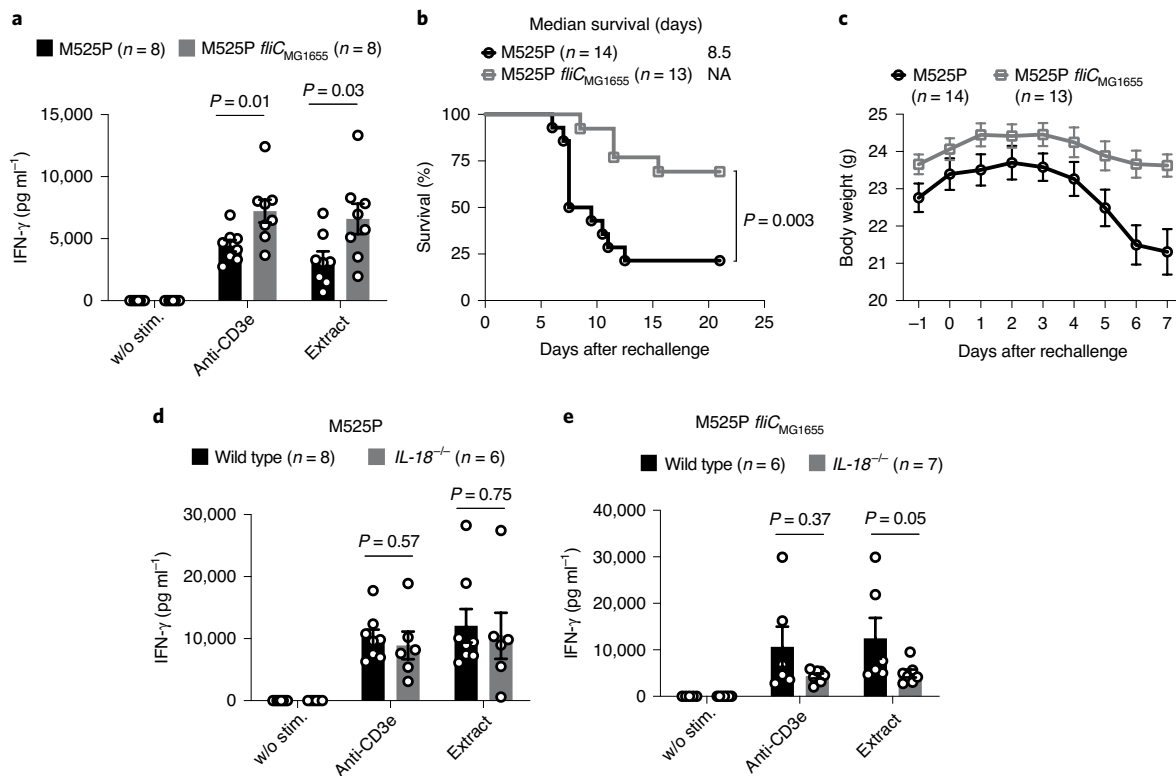 a
M525P (n = 8) M525P fliC_MG1655 (n = 8)
P = 0.01 P = 0.03
15,000
10,000
5,000
0
IFN-γ (pg ml⁻¹)
w/o stim. Anti-CD3e Extract
b
Median survival (days)
M525P (n = 14) 8.5
M525P fliC_MG1655 (n = 13) NA
100
75
50
25
0
Survival (%)
P = 0.003
0 5 10 15 20 25
Days after rechallenge
c
M525P M525P fliC_MG1655
(n = 14) (n = 13)
25
24
23
22
21
20
Body weight (g)
–1 0 1 2 3 4 5 6 7
Days after rechallenge
d
M525P
Wild type (n = 8) IL-18⁻/⁻ (n = 6)
P = 0.75
P = 0.57
30,000
20,000
10,000
0
IFN-γ (pg ml⁻¹)
w/o stim. Anti-CD3e Extract
e
M525P fliC_MG1655
Wild type (n = 6) IL-18⁻/⁻ (n = 7)
P = 0.37 P = 0.05
40,000
30,000
20,000
10,000
0
IFN-γ (pg ml⁻¹)
w/o stim. Anti-CD3e Extract